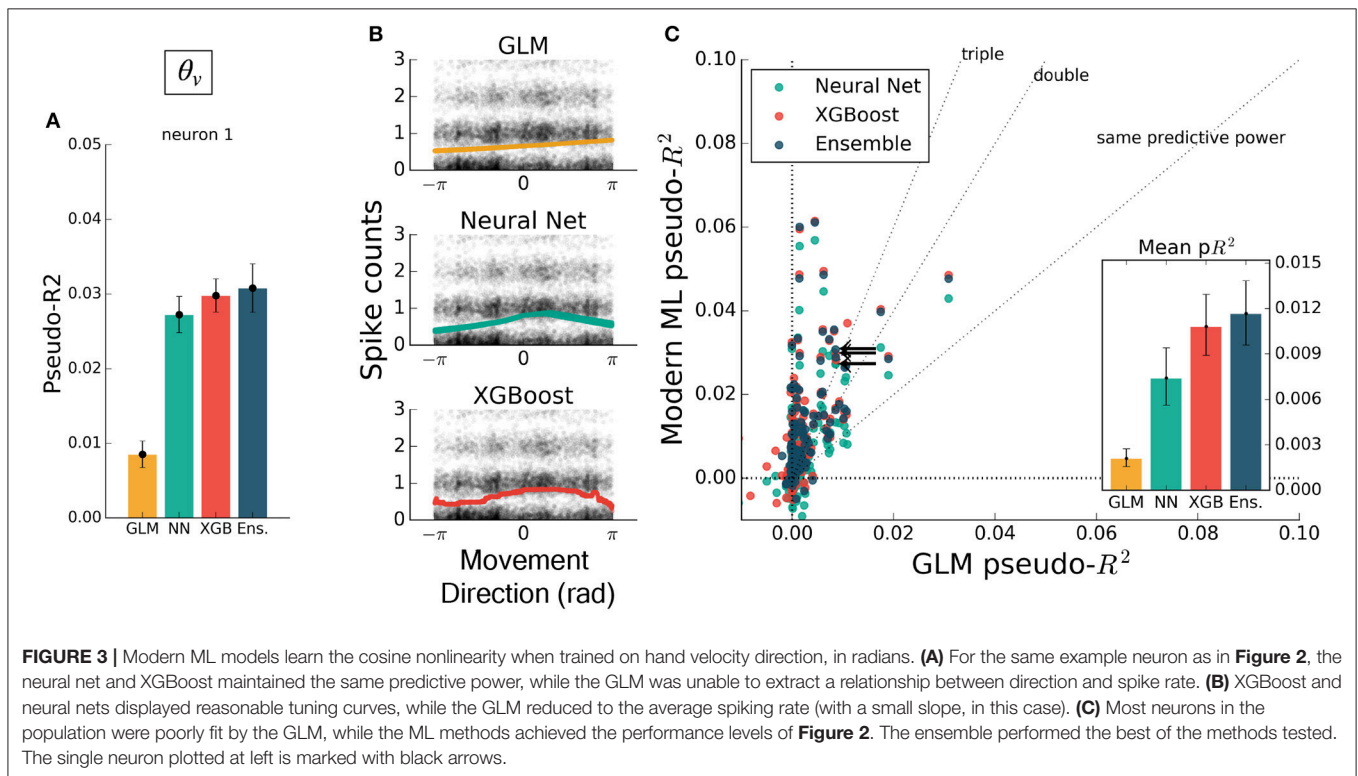 θv
A
neuron 1
Pseudo-R2
0.05
0.04
0.03
0.02
0.01
0.00
GLM NN XGB Ens.
B
GLM
3
2
1
0
−π 0 π
Neural Net
3
2
1
0
−π 0 π
XGBoost
3
2
1
0
−π 0 π
Spike counts
Movement
Direction (rad)
C
triple
double
same predictive power
Neural Net
XGBoost
Ensemble
Modern ML pseudo-R²
0.10
0.08
0.06
0.04
0.02
0.00
0.00 0.02 0.04 0.06 0.08 0.10
GLM pseudo-R²
Mean pR²
0.015
0.012
0.009
0.006
0.003
0.000
GLM NN XGB Ens.
FIGURE 3 | Modern ML models learn the cosine nonlinearity when trained on hand velocity direction, in radians. (A) For the same example neuron as in Figure 2, the
neural net and XGBoost maintained the same predictive power, while the GLM was unable to extract a relationship between direction and spike rate. (B) XGBoost and
neural nets displayed reasonable tuning curves, while the GLM reduced to the average spiking rate (with a small slope, in this case). (C) Most neurons in the
population were poorly fit by the GLM, while the ML methods achieved the performance levels of Figure 2. The ensemble performed the best of the methods tested.
The single neuron plotted at left is marked with black arrows.